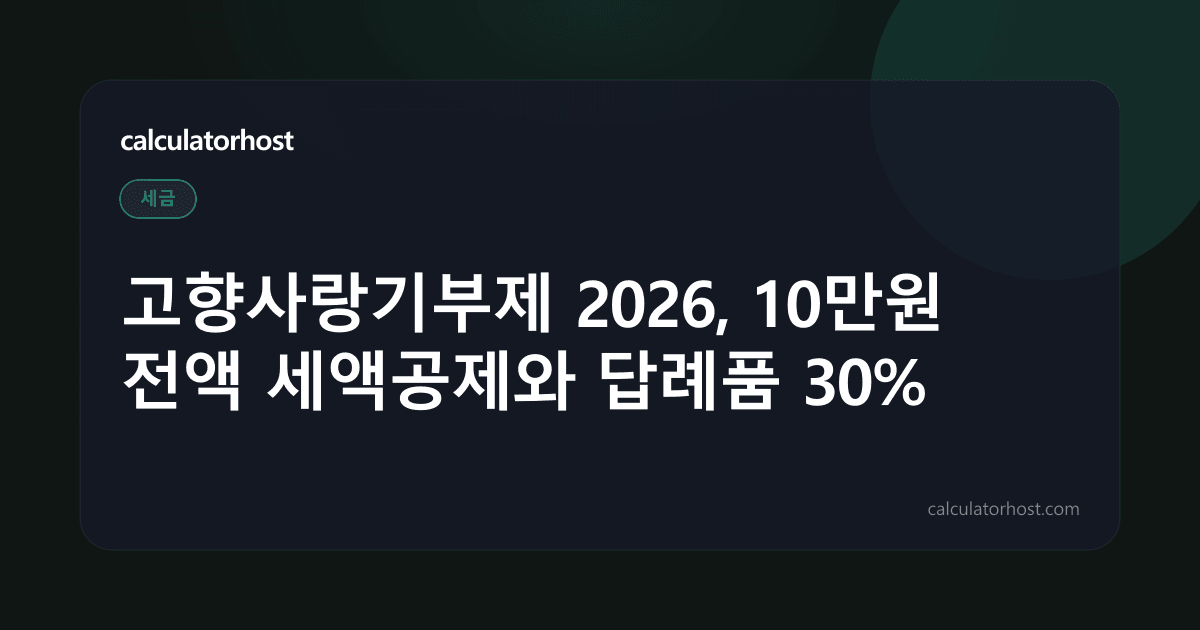 calculatorhost
세금
고향사랑기부제 2026, 10만원
전액 세액공제와 답례품 30%
calculatorhost.com